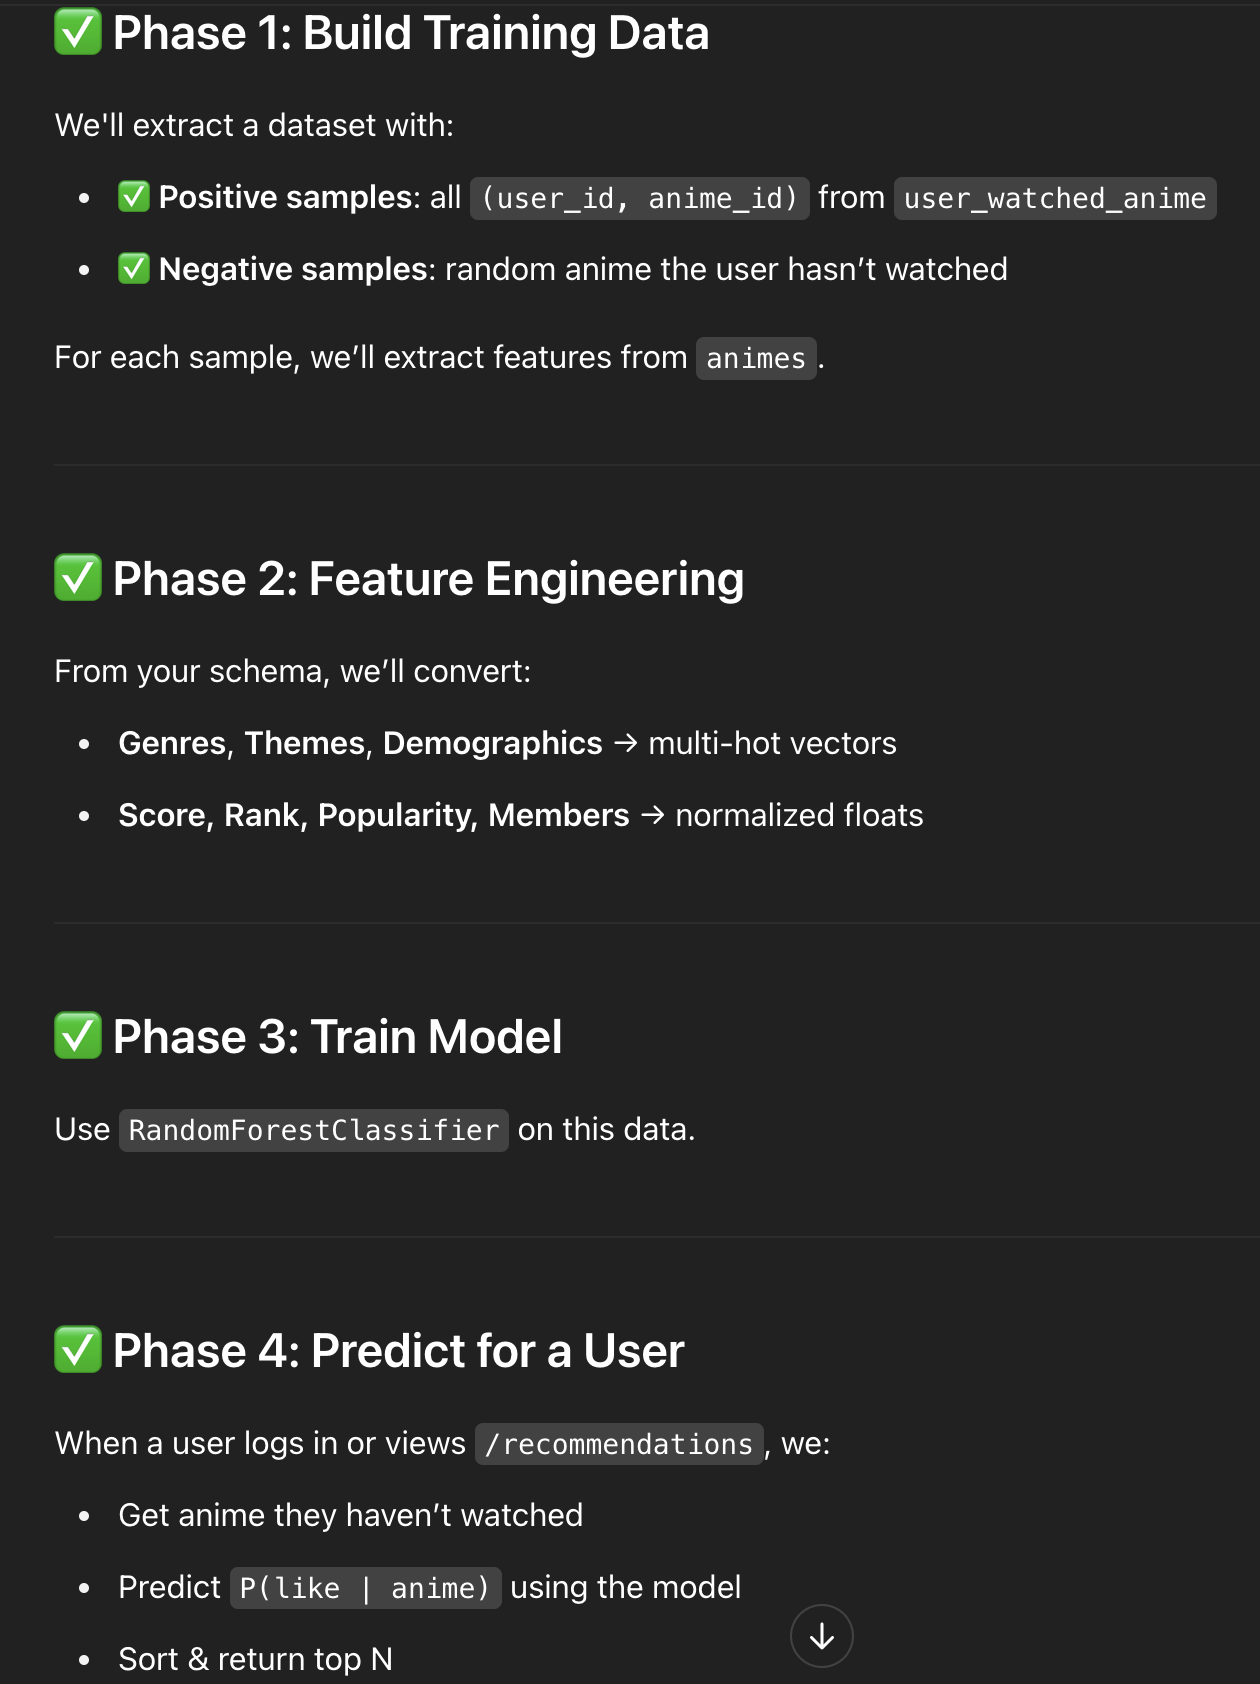 ✅ Phase 1: Build Training Data
We'll extract a dataset with:
• ✅ Positive samples: all (user_id, anime_id) from user_watched_anime
• ✅ Negative samples: random anime the user hasn’t watched
For each sample, we’ll extract features from animes.
✅ Phase 2: Feature Engineering
From your schema, we’ll convert:
• Genres, Themes, Demographics → multi-hot vectors
• Score, Rank, Popularity, Members → normalized floats
✅ Phase 3: Train Model
Use RandomForestClassifier on this data.
✅ Phase 4: Predict for a User
When a user logs in or views /recommendations, we:
• Get anime they haven’t watched
• Predict P(like | anime) using the model
• Sort & return top N